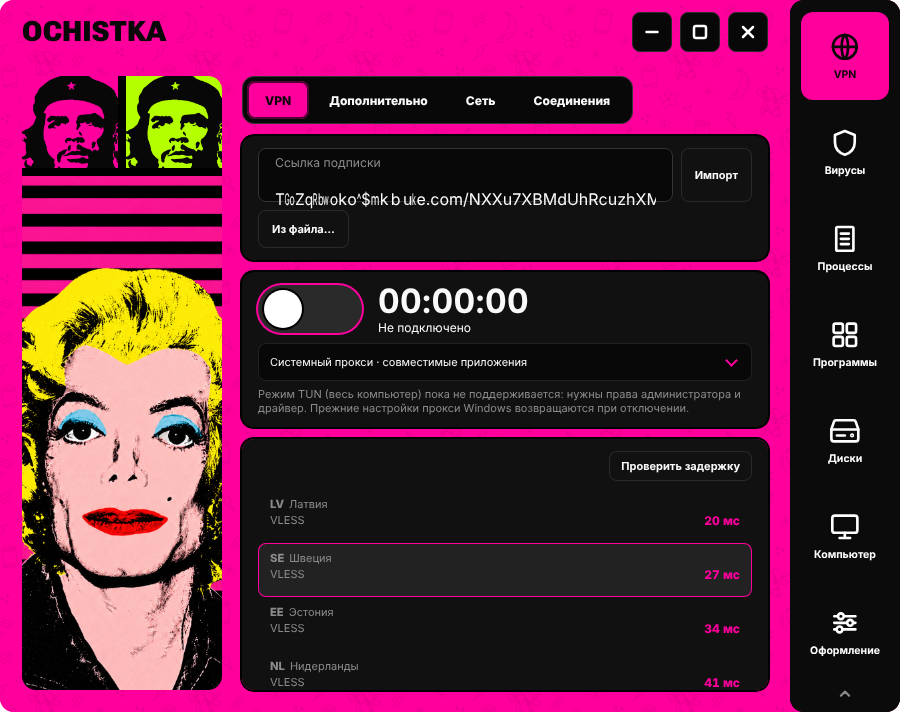 OCHISTKA
VPN
Дополнительно
Сеть
Соединения
Ссылка подписки
uke.com/NXXu7XBMdUhRcuzhXM
Импорт
Из файла...
00:00:00
Не подключено
Системный прокси · совместимые приложения
Режим TUN (весь компьютер) пока не поддерживается: нужны права администратора и
драйвер. Прежние настройки прокси Windows возвращаются при отключении.
Проверить задержку
LV Латвия
VLESS
20 мс
SE Швеция
VLESS
27 мс
EE Эстония
VLESS
34 мс
NL Нидерланды
VLESS
41 мс
VPN
Вирусы
Процессы
Программы
Диски
Компьютер
Оформление